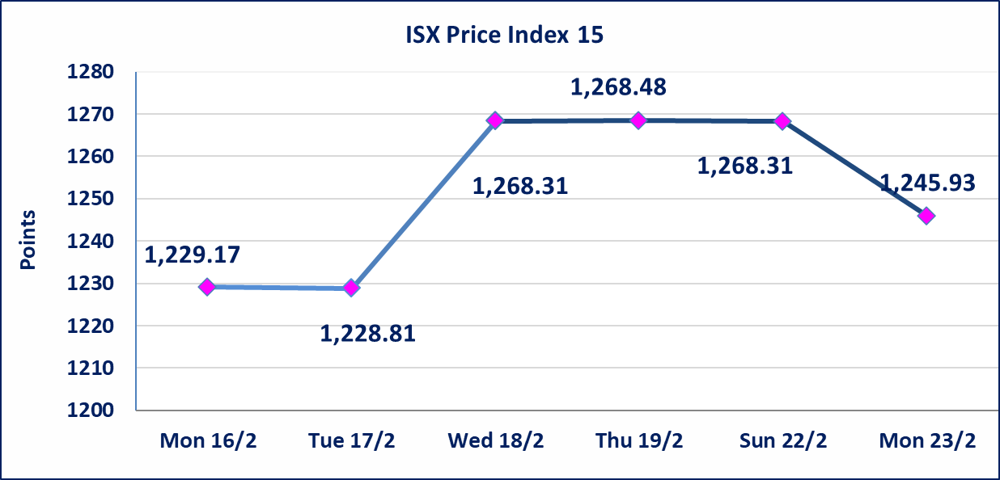 ISX Price Index 15
1280
1270
1260
1250
1240
1230
1220
1210
1200
Points
1,229.17
1,228.81
1,268.31
1,268.48
1,268.31
1,245.93
Mon 16/2
Tue 17/2
Wed 18/2
Thu 19/2
Sun 22/2
Mon 23/2